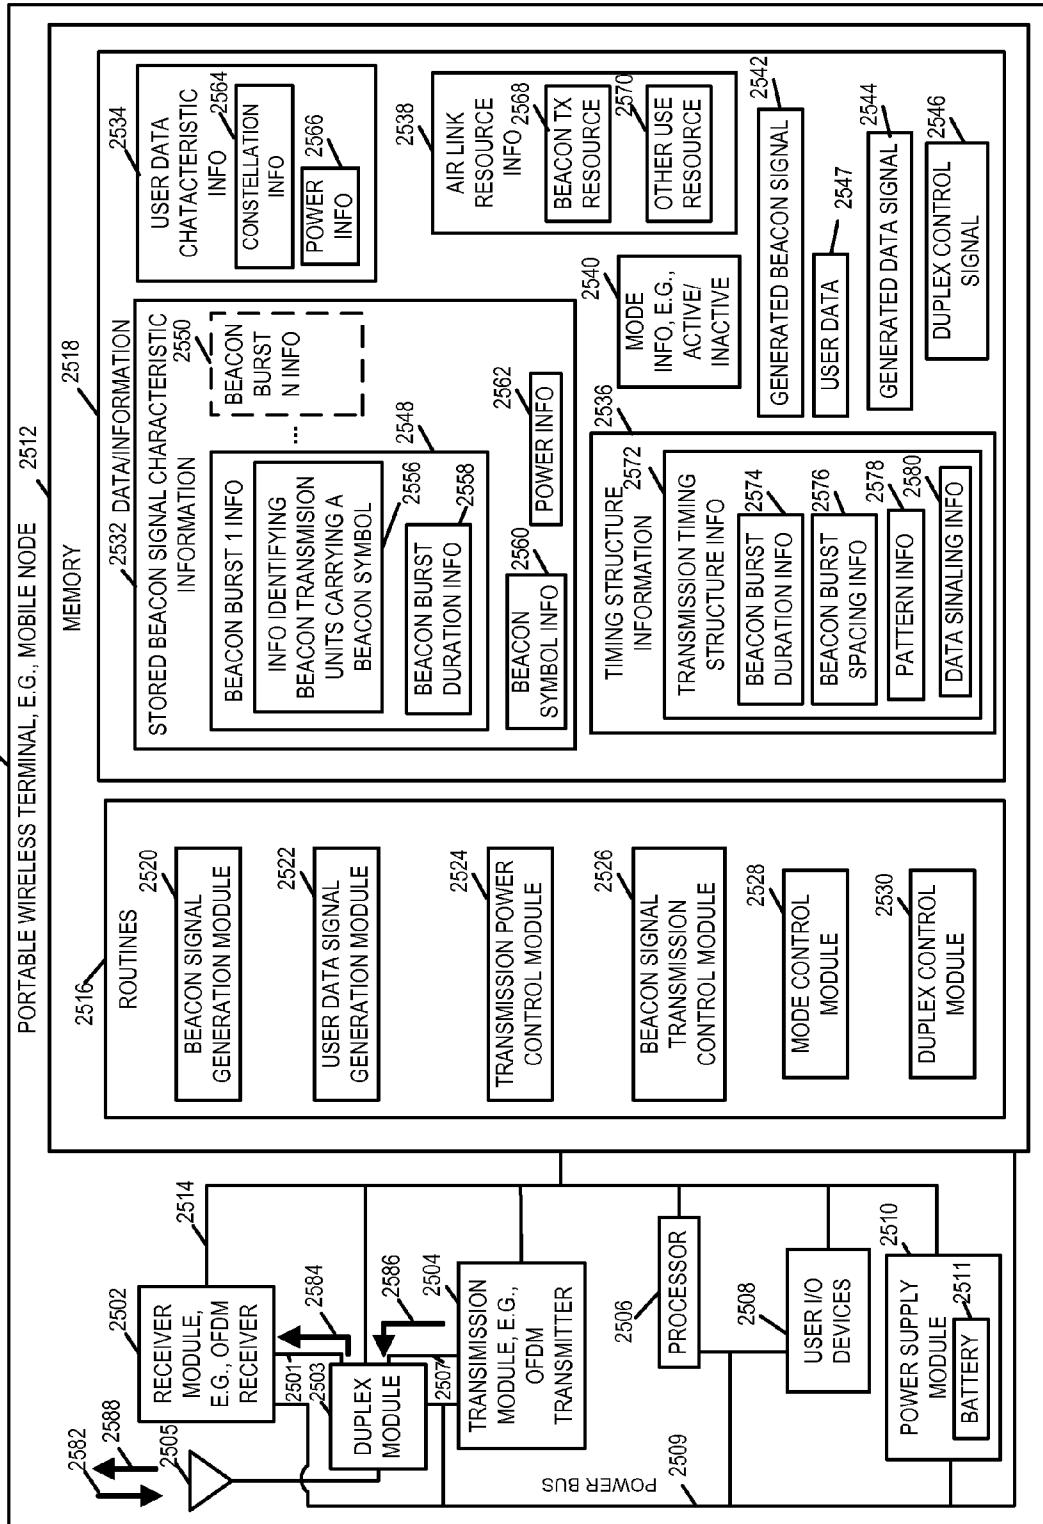 PORTABLE WIRELESS TERMINAL, E.G., MOBILE NODE
2512
MEMORY
2516
ROUTINES
2520
BEACON SIGNAL
GENERATION MODULE
2522
USER DATA SIGNAL
GENERATION MODULE
2524
TRANSMISSION POWER
CONTROL MODULE
2526
BEACON SIGNAL
TRANSMISSION
CONTROL MODULE
2528
MODE CONTROL
MODULE
2530
DUPLEX CONTROL
MODULE
2518
DATA/INFORMATION
2532
STORED BEACON SIGNAL CHARACTERISTIC
INFORMATION
2550
BEACON
BURST
N INFO
...
2548
BEACON BURST 1 INFO
INFO IDENTIFYING
BEACON TRANSMISION
UNITS CARRYING A
BEACON SYMBOL
2556
BEACON BURST
DURATION INFO
2558
2560
BEACON
SYMBOL INFO
2562
POWER INFO
2534
USER DATA
CHATACTERISTIC
INFO
2564
CONSTELLATION
INFO
2566
POWER
INFO
2538
AIR LINK
RESOURCE
INFO
2568
BEACON TX
RESOURCE
2570
OTHER USE
RESOURCE
2540
MODE
INFO, E.G.,
ACTIVE/
INACTIVE
2536
TIMING STRUCTURE
INFORMATION
2572
TRANSMISSION TIMING
STRUCTURE INFO
2574
BEACON BURST
DURATION INFO
2576
BEACON BURST
SPACING INFO
2578
PATTERN INFO
2580
DATA SINALING INFO
2542
GENERATED BEACON SIGNAL
2547
USER DATA
2544
GENERATED DATA SIGNAL
2546
DUPLEX CONTROL
SIGNAL
2514
2502
RECEIVER
MODULE,
E.G., OFDM
RECEIVER
2582
2588
2505
2501
2584
2503
DUPLEX
MODULE
2586
2507
2504
TRANSIMISSION
MODULE, E.G.,
OFDM
TRANSMITTER
2506
PROCESSOR
2508
USER I/O
DEVICES
2510
POWER SUPPLY
MODULE
2511
BATTERY
POWER BUS
2509